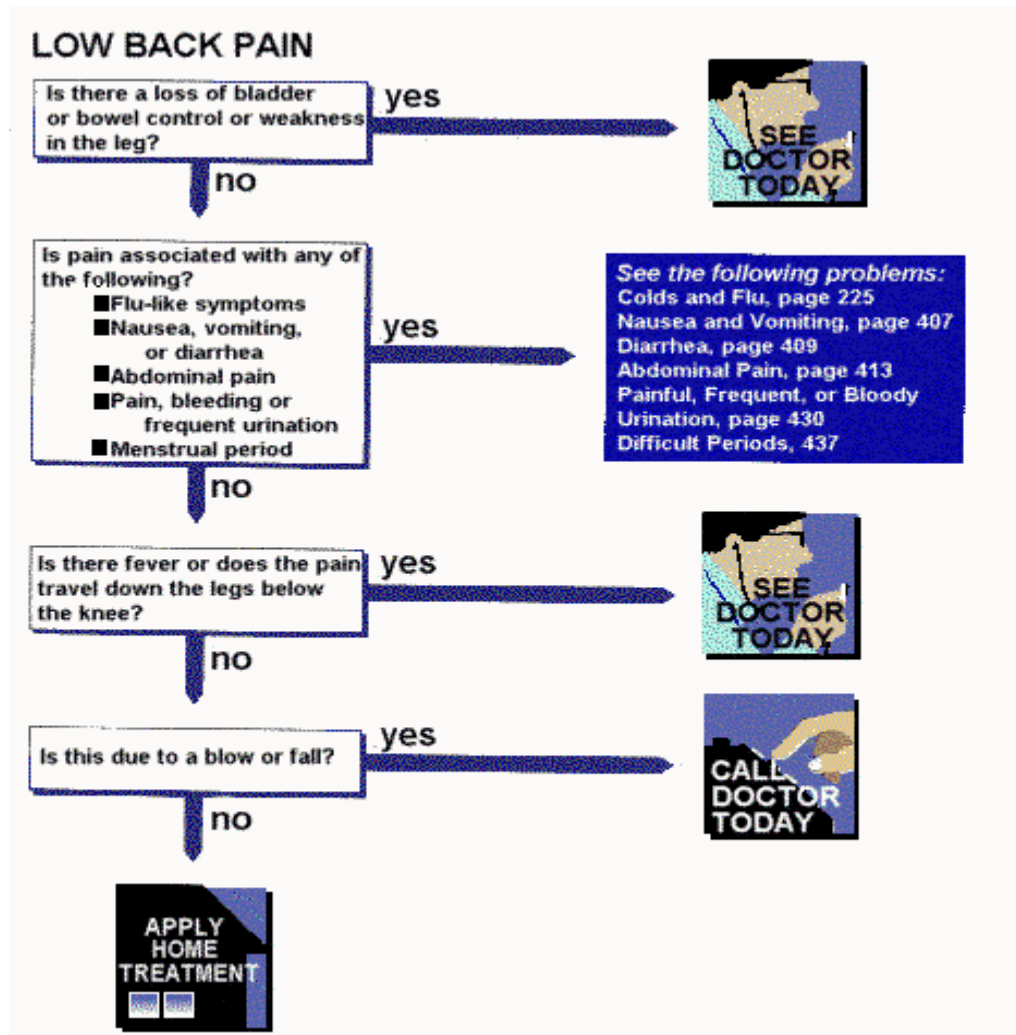 LOW BACK PAIN
Is there a loss of bladder
or bowel control or weakness
in the leg?
yes
SEE
DOCTOR
TODAY
no
Is pain associated with any of
the following?
■Flu-like symptoms
■Nausea, vomiting,
or diarrhea
■Abdominal pain
■Pain, bleeding or
frequent urination
■Menstrual period
yes
See the following problems:
Colds and Flu, page 225
Nausea and Vomiting, page 407
Diarrhea, page 409
Abdominal Pain, page 413
Painful, Frequent, or Bloody
Urination, page 430
Difficult Periods, 437
no
Is there fever or does the pain
travel down the legs below
the knee?
yes
SEE
DOCTOR
TODAY
no
Is this due to a blow or fall?
yes
CALL
DOCTOR
TODAY
no
APPLY
HOME
TREATMENT